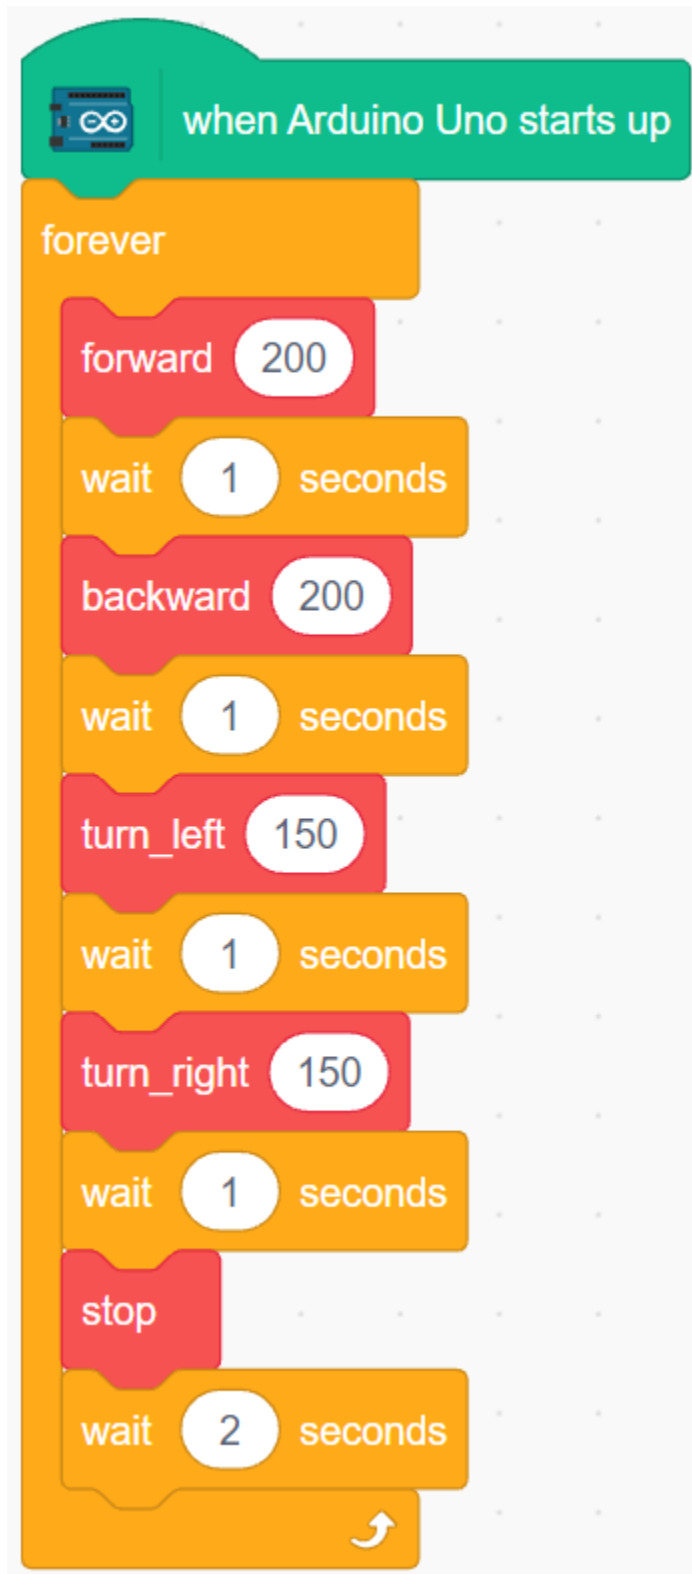 when Arduino Uno starts up
forever
forward 200
wait 1 seconds
backward 200
wait 1 seconds
turn_left 150
wait 1 seconds
turn_right 150
wait 1 seconds
stop
wait 2 seconds